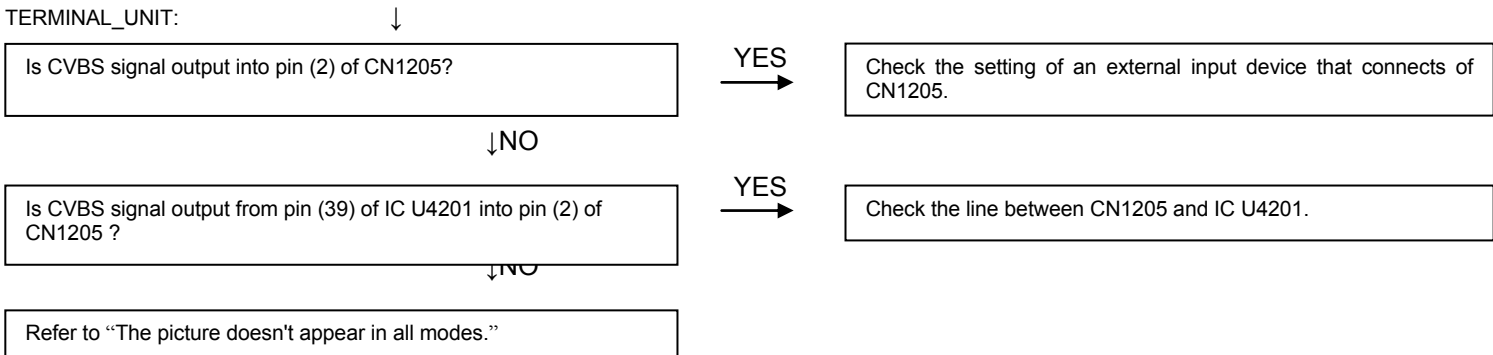 TERMINAL_UNIT: ↓
Is CVBS signal output into pin (2) of CN1205?
YES
Check the setting of an external input device that connects of
CN1205.
↓NO
Is CVBS signal output from pin (39) of IC U4201 into pin (2) of
CN1205 ?
YES
Check the line between CN1205 and IC U4201.
↓NO
Refer to “The picture doesn't appear in all modes.”